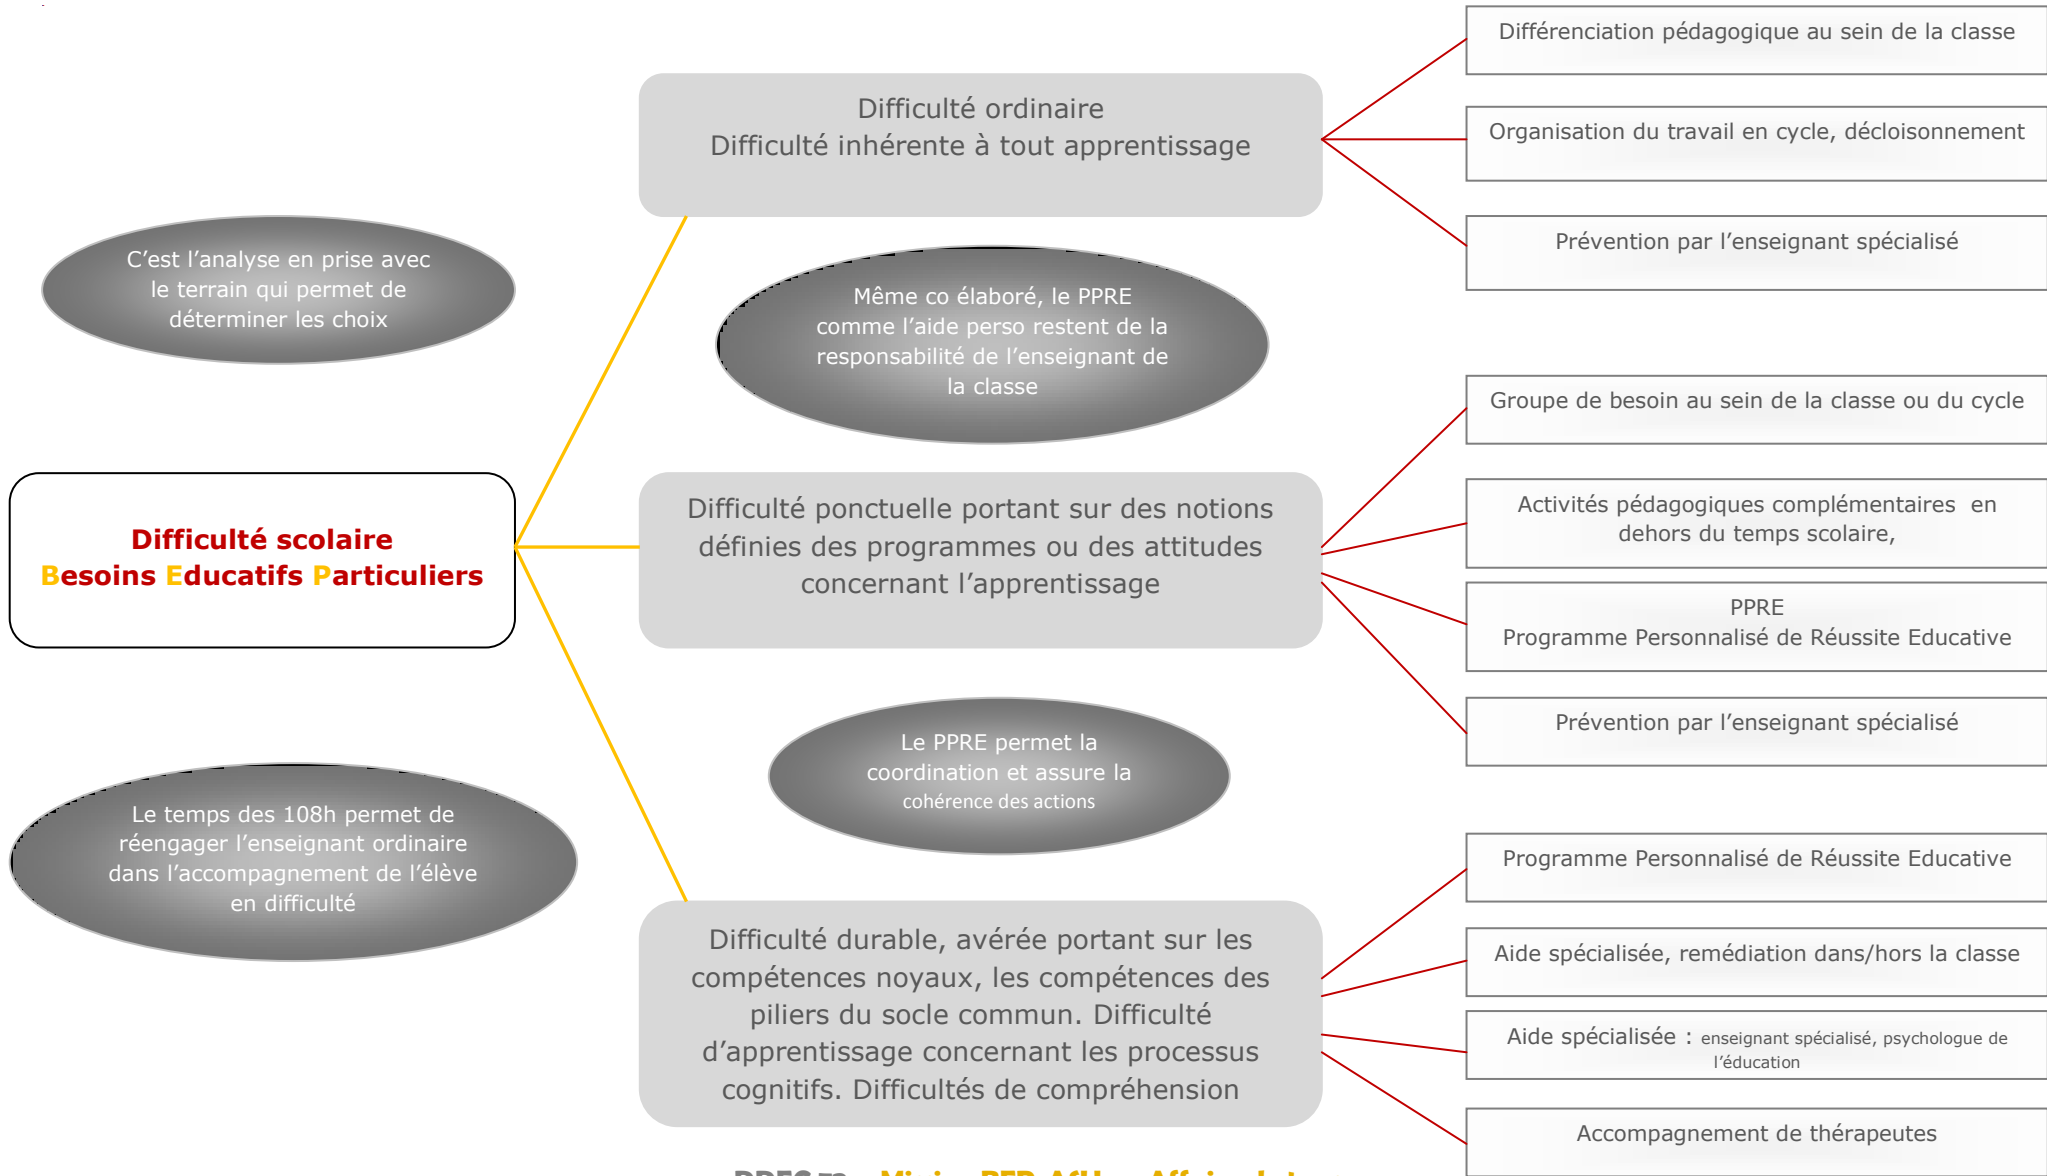 Différenciation pédagogique au sein de la classe
Difficulté ordinaire
Difficulté inhérente à tout apprentissage
Organisation du travail en cycle, décloisonnement
Prévention par l'enseignant spécialisé
C'est l'analyse en prise avec
le terrain qui permet de
déterminer les choix
Même co élaboré, le PPRE
comme l'aide perso restent de la
responsabilité de l'enseignant de
la classe
Groupe de besoin au sein de la classe ou du cycle
Difficulté scolaire
Besoins Educatifs Particuliers
Difficulté ponctuelle portant sur des notions
définies des programmes ou des attitudes
concernant l'apprentissage
Activités pédagogiques complémentaires en
dehors du temps scolaire,
PPRE
Programme Personnalisé de Réussite Educative
Prévention par l'enseignant spécialisé
Le PPRE permet la
coordination et assure la
cohérence des actions
Le temps des 108h permet de
réengager l'enseignant ordinaire
dans l'accompagnement de l'élève
en difficulté
Programme Personnalisé de Réussite Educative
Difficulté durable, avérée portant sur les
compétences noyaux, les compétences des
piliers du socle commun. Difficulté
d'apprentissage concernant les processus
cognitifs. Difficultés de compréhension
Aide spécialisée, remédiation dans/hors la classe
Aide spécialisée : enseignant spécialisé, psychologue de
l'éducation
Accompagnement de thérapeutes